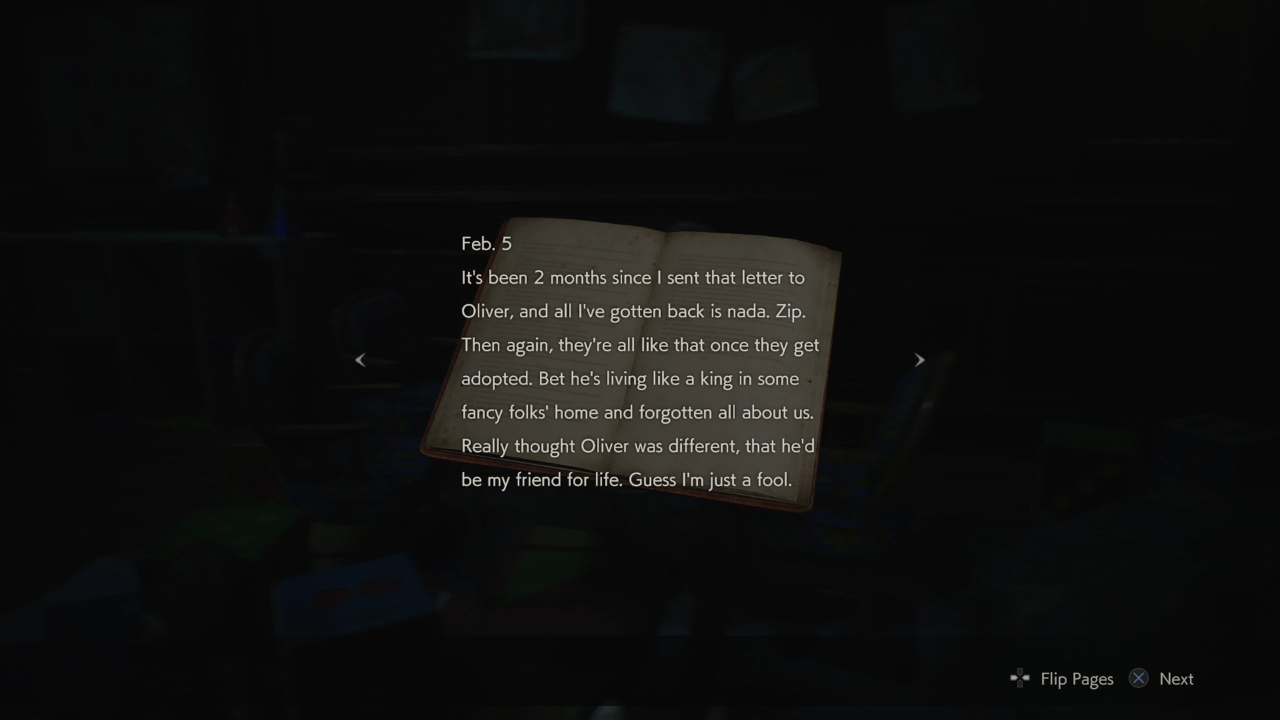 Feb. 5
It's been 2 months since I sent that letter to
Oliver, and all I've gotten back is nada. Zip.
Then again, they're all like that once they get
adopted. Bet he's living like a king in some
fancy folks' home and forgotten all about us.
Really thought Oliver was different, that he'd
be my friend for life. Guess I'm just a fool.
Flip Pages Next